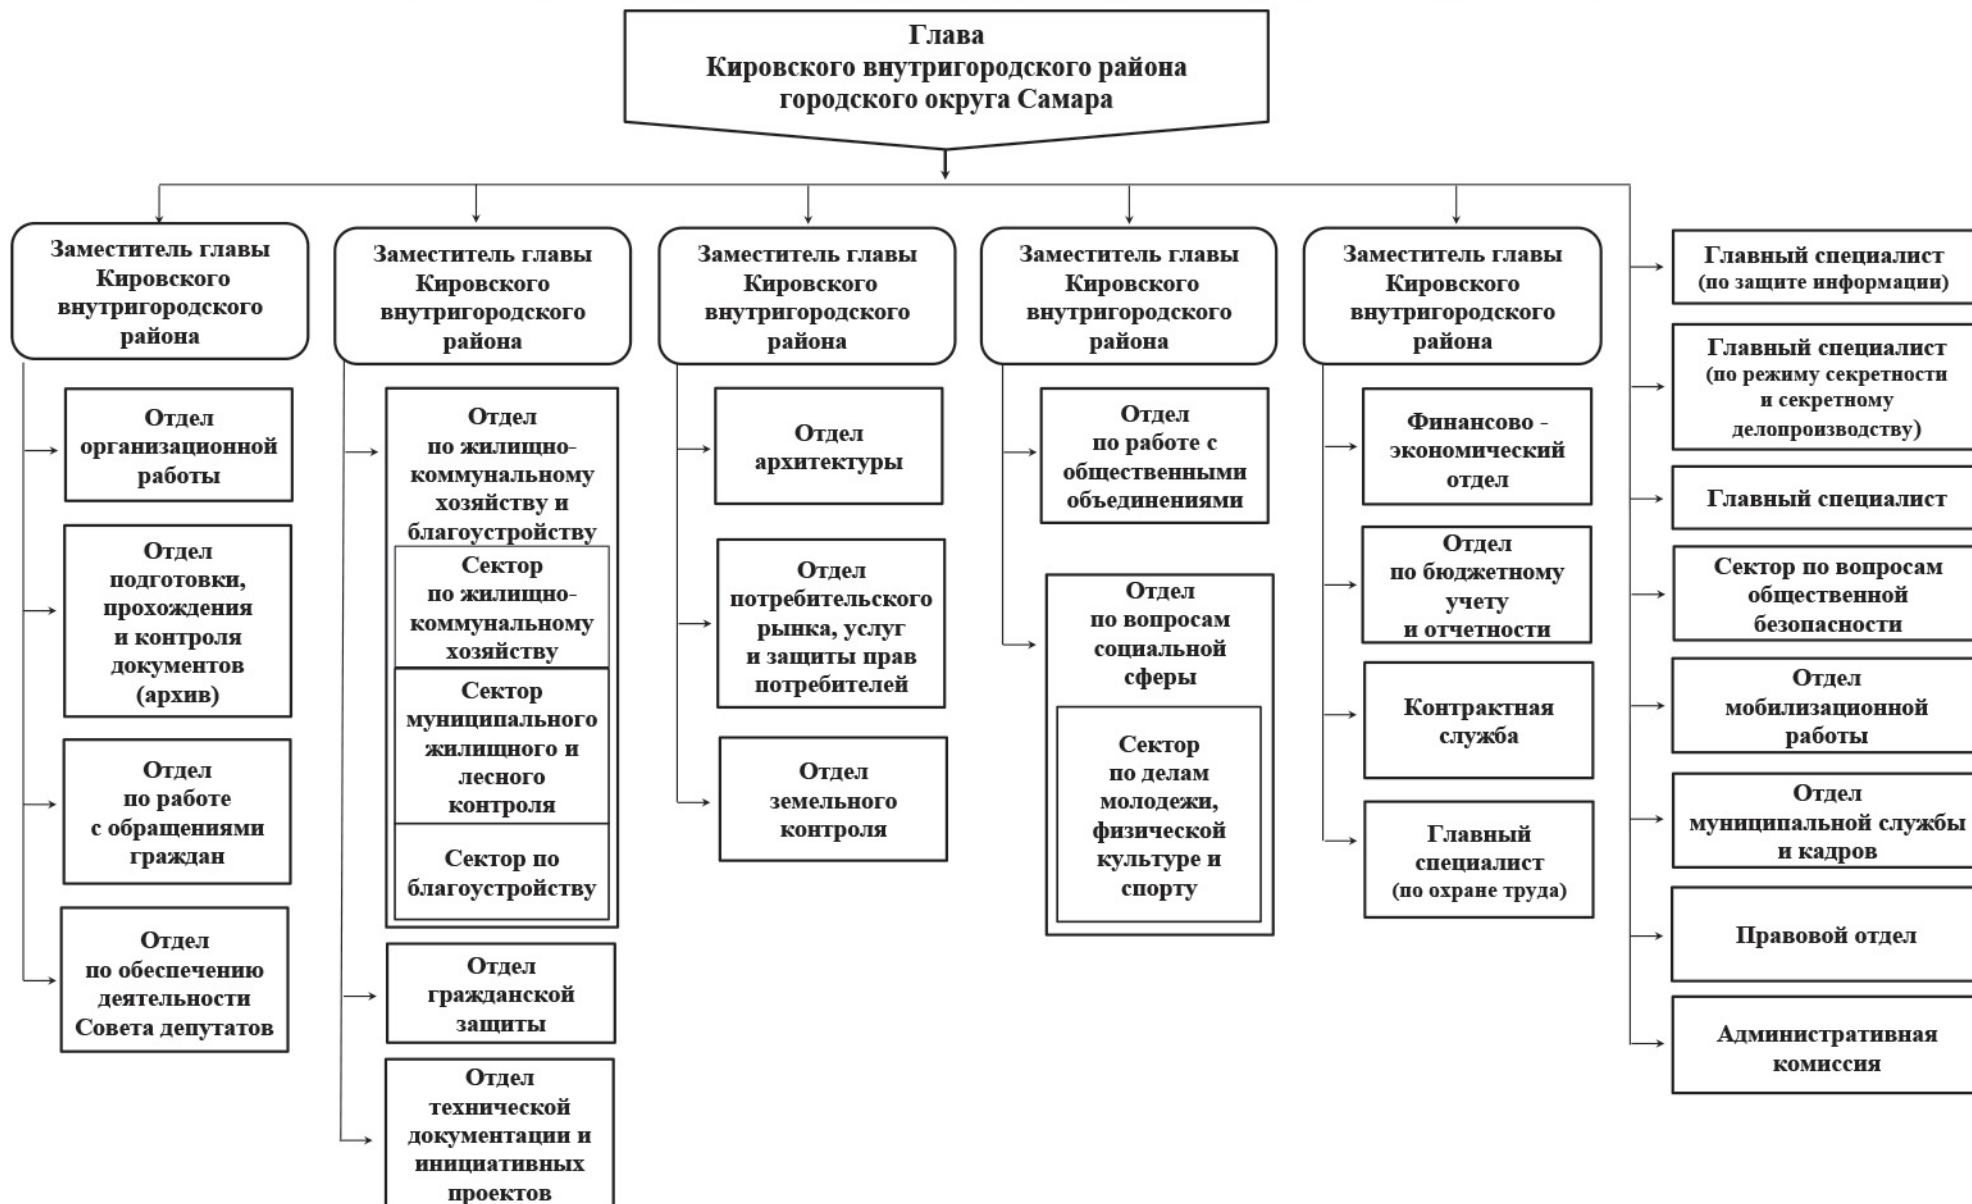 Глава
Кировского внутригородского района
городского округа Самара
Заместитель главы
Кировского
внутригородского
района
Отдел
организационной
работы
Отдел
подготовки,
прохождения
и контроля
документов
(архив)
Отдел
по работе
с обращениями
граждан
Отдел
по обеспечению
деятельности
Совета депутатов
Заместитель главы
Кировского
внутригородского
района
Отдел
по жилищно-
коммунальному
хозяйству и
благоустройству
Сектор
по жилищно-
коммунальному
хозяйству
Сектор
муниципального
жилищного и
лесного
контроля
Сектор по
благоустройству
Отдел
гражданской
защиты
Отдел
технической
документации и
инициативных
проектов
Заместитель главы
Кировского
внутригородского
района
Отдел
архитектуры
Отдел
потребительского
рынка, услуг
и защиты прав
потребителей
Отдел
земельного
контроля
Заместитель главы
Кировского
внутригородского
района
Отдел
по работе с
общественными
объединениями
Отдел
по вопросам
социальной
сферы
Сектор
по делам
молодежи,
физической
культуре и
спорту
Заместитель главы
Кировского
внутригородского
района
Финансово -
экономический
отдел
Отдел
по бюджетному
учету
и отчетности
Контрактная
служба
Главный
специалист
(по охране труда)
Главный специалист
(по защите информации)
Главный специалист
(по режиму секретности
и секретному
делопроизводству)
Главный специалист
Сектор по вопросам
общественной
безопасности
Отдел
мобилизационной
работы
Отдел
муниципальной службы
и кадров
Правовой отдел
Административная
комиссия